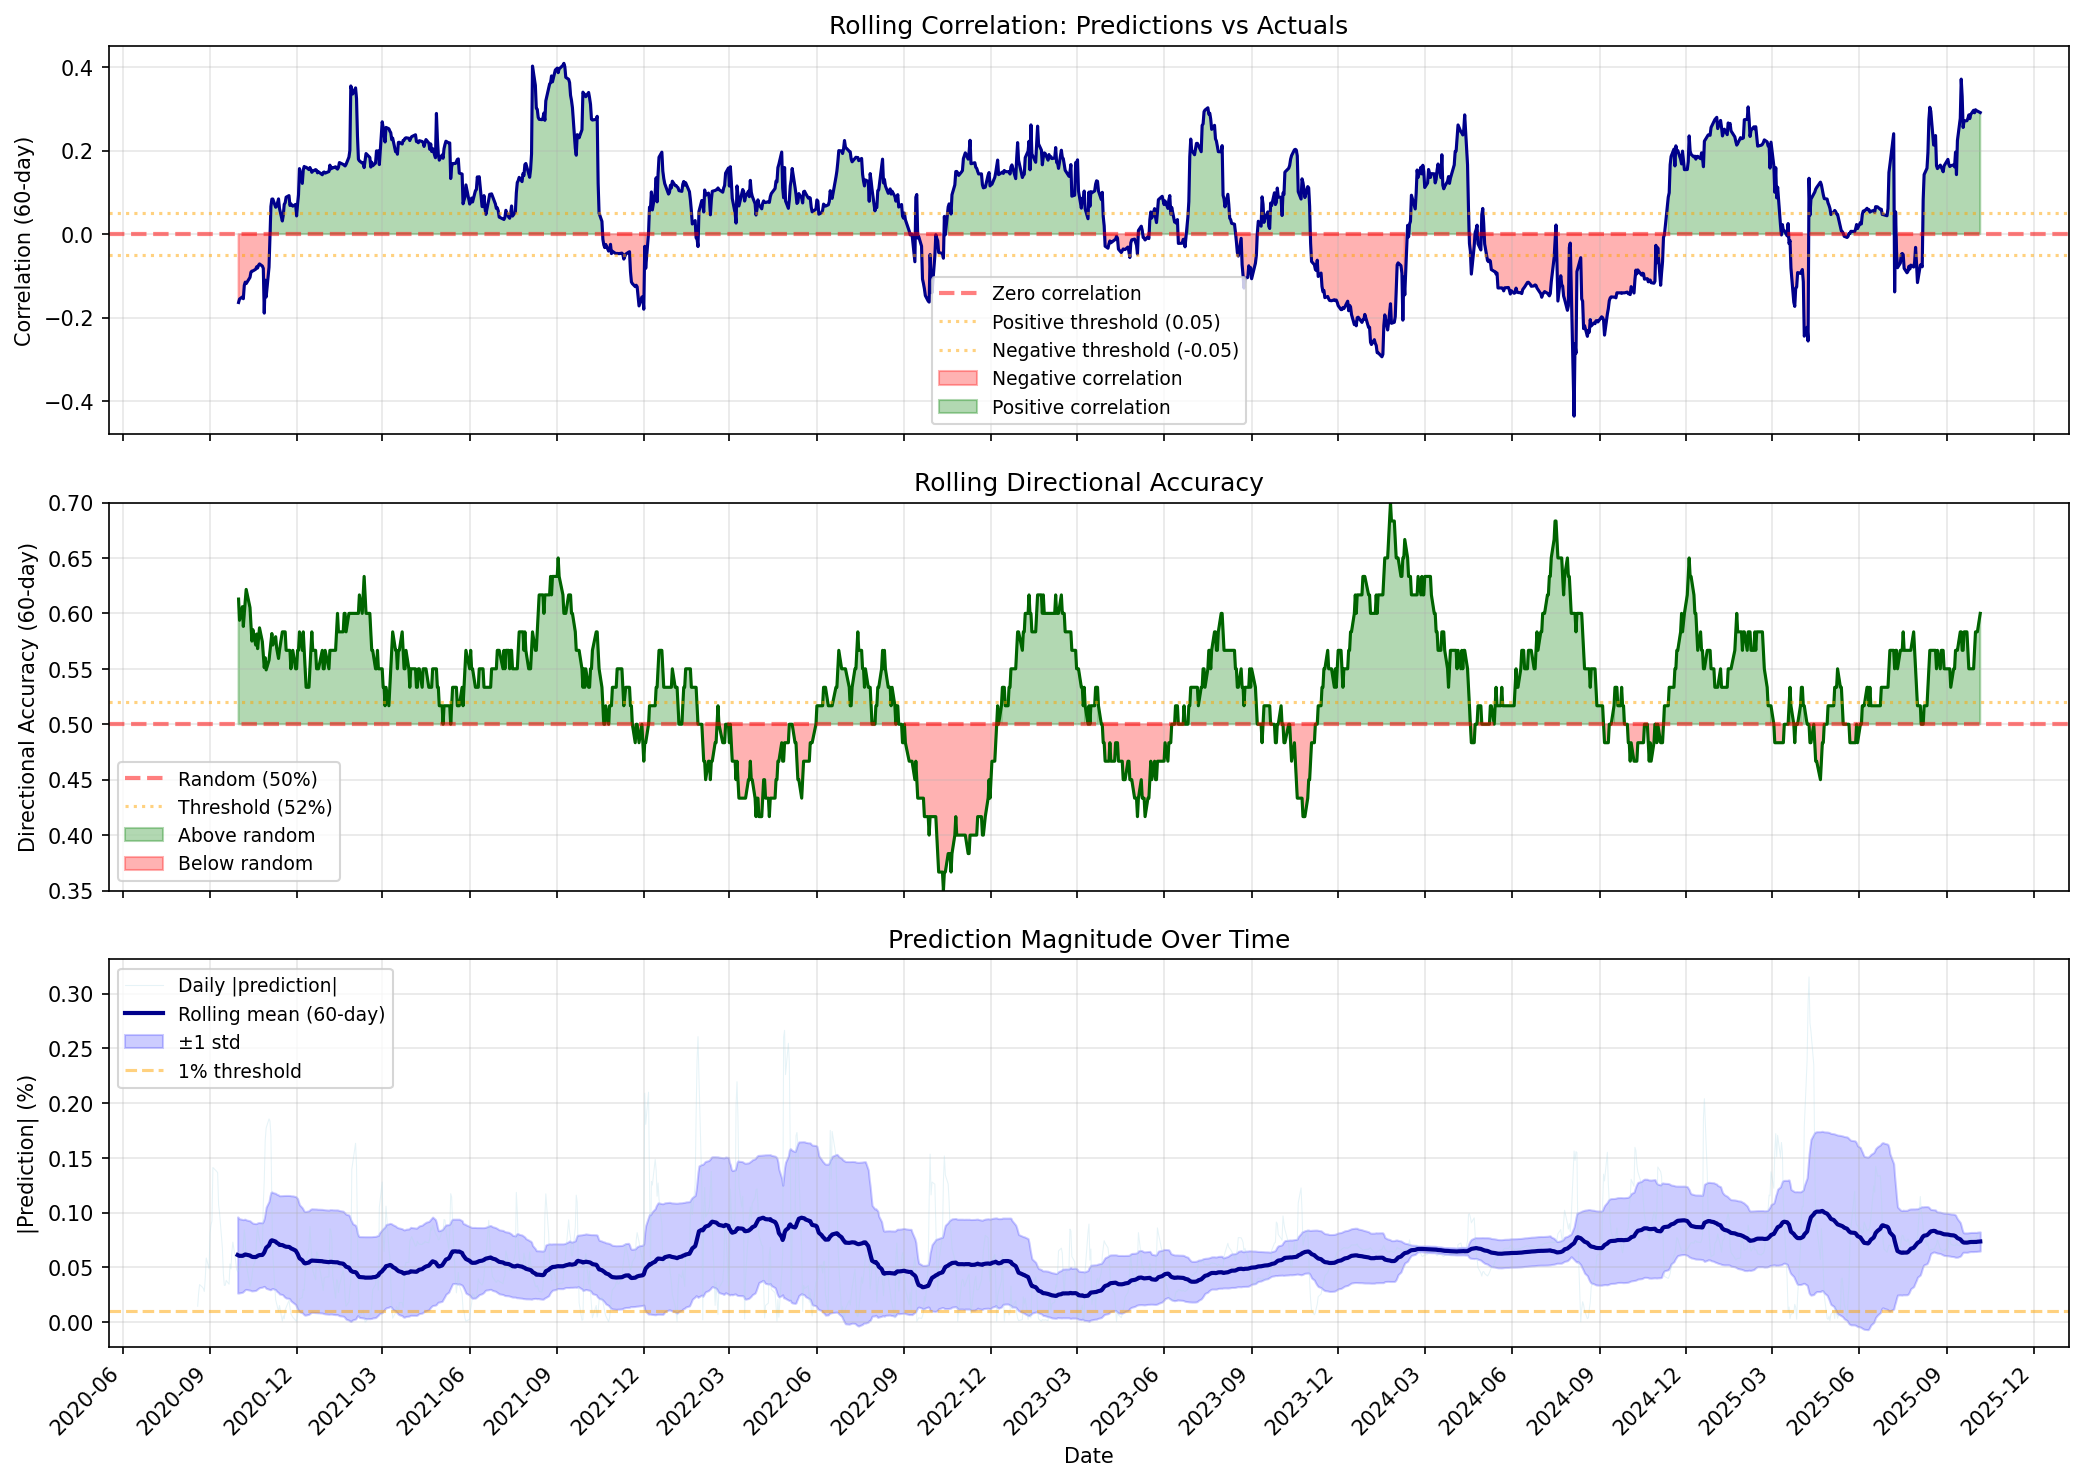 Rolling Correlation: Predictions vs Actuals
Correlation (60-day)
0.4
0.2
0.0
−0.2
−0.4
Zero correlation
Positive threshold (0.05)
Negative threshold (-0.05)
Negative correlation
Positive correlation
Rolling Directional Accuracy
Directional Accuracy (60-day)
0.70
0.65
0.60
0.55
0.50
0.45
0.40
0.35
Random (50%)
Threshold (52%)
Above random
Below random
Prediction Magnitude Over Time
|Prediction| (%)
0.30
0.25
0.20
0.15
0.10
0.05
0.00
Daily |prediction|
Rolling mean (60-day)
±1 std
1% threshold
2020-06
2020-09
2020-12
2021-03
2021-06
2021-09
2021-12
2022-03
2022-06
2022-09
2022-12
2023-03
2023-06
2023-09
2023-12
2024-03
2024-06
2024-09
2024-12
2025-03
2025-06
2025-09
2025-12
Date